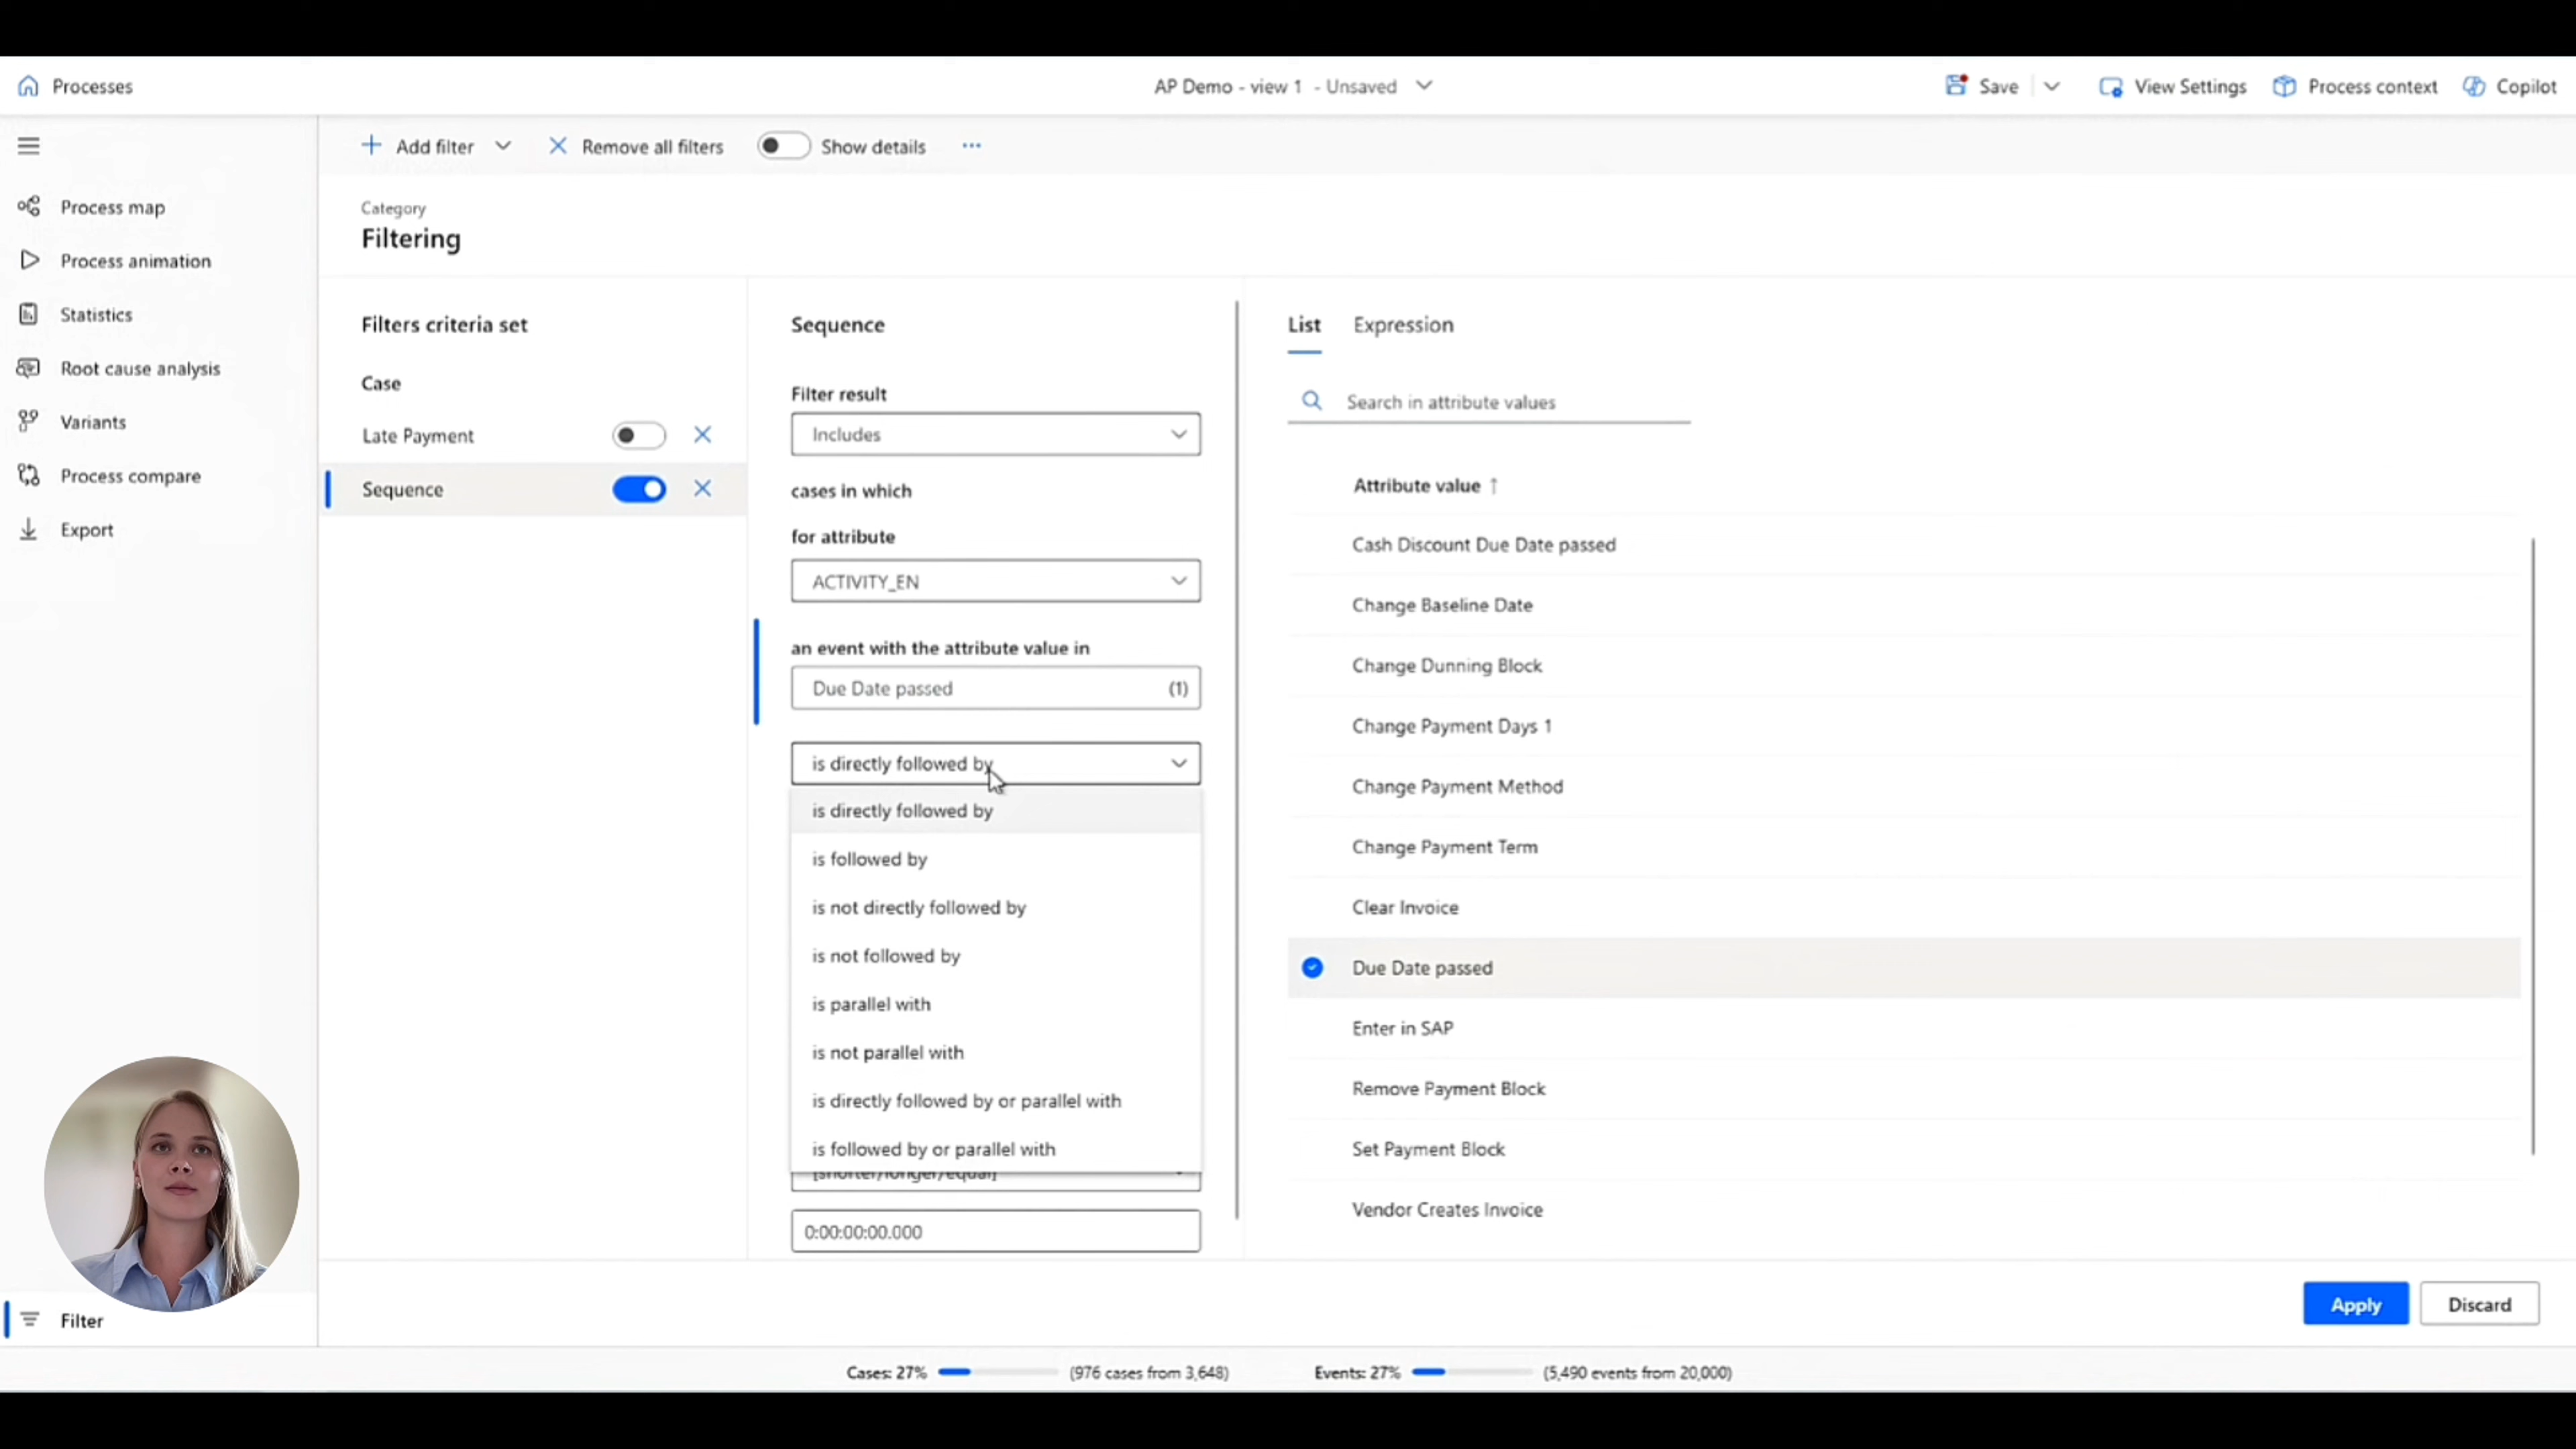 Processes
AP Demo - view 1 - Unsaved
Save
View Settings
Process context
Copilot
Add filter
Remove all filters
Show details
Process map
Process animation
Statistics
Root cause analysis
Variants
Process compare
Export
Filter
Category
Filtering
Filters criteria set
Case
Late Payment
Sequence
Sequence
Filter result
Includes
cases in which
for attribute
ACTIVITY_EN
an event with the attribute value in
Due Date passed (1)
is directly followed by
is directly followed by
is followed by
is not directly followed by
is not followed by
is parallel with
is not parallel with
is directly followed by or parallel with
is followed by or parallel with
[shorter/longer/equal]
0:00:00:00.000
List
Expression
Search in attribute values
Attribute value ↑
Cash Discount Due Date passed
Change Baseline Date
Change Dunning Block
Change Payment Days 1
Change Payment Method
Change Payment Term
Clear Invoice
Due Date passed
Enter in SAP
Remove Payment Block
Set Payment Block
Vendor Creates Invoice
Apply
Discard
Cases: 27% (976 cases from 3,648)
Events: 27% (5,490 events from 20,000)